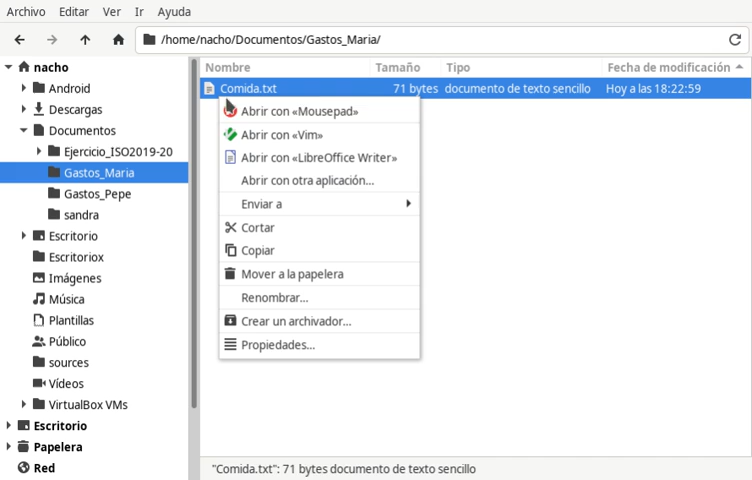 Archivo Editar Ver Ir Ayuda
/home/nacho/Documentos/Gastos_Maria/
nacho
Android
Descargas
Documentos
Ejercicio_ISO2019-20
Gastos_Maria
Gastos_Pepe
sandra
Escritorio
Escritoriox
Imágenes
Música
Plantillas
Público
sources
Vídeos
VirtualBox VMs
Escritorio
Papelera
Red
Nombre Tamaño Tipo Fecha de modificación
Comida.txt 71 bytes documento de texto sencillo Hoy a las 18:22:59
Abrir con «Mousepad»
Abrir con «Vim»
Abrir con «LibreOffice Writer»
Abrir con otra aplicación...
Enviar a
Cortar
Copiar
Mover a la papelera
Renombrar...
Crear un archivador...
Propiedades...
"Comida.txt": 71 bytes documento de texto sencillo